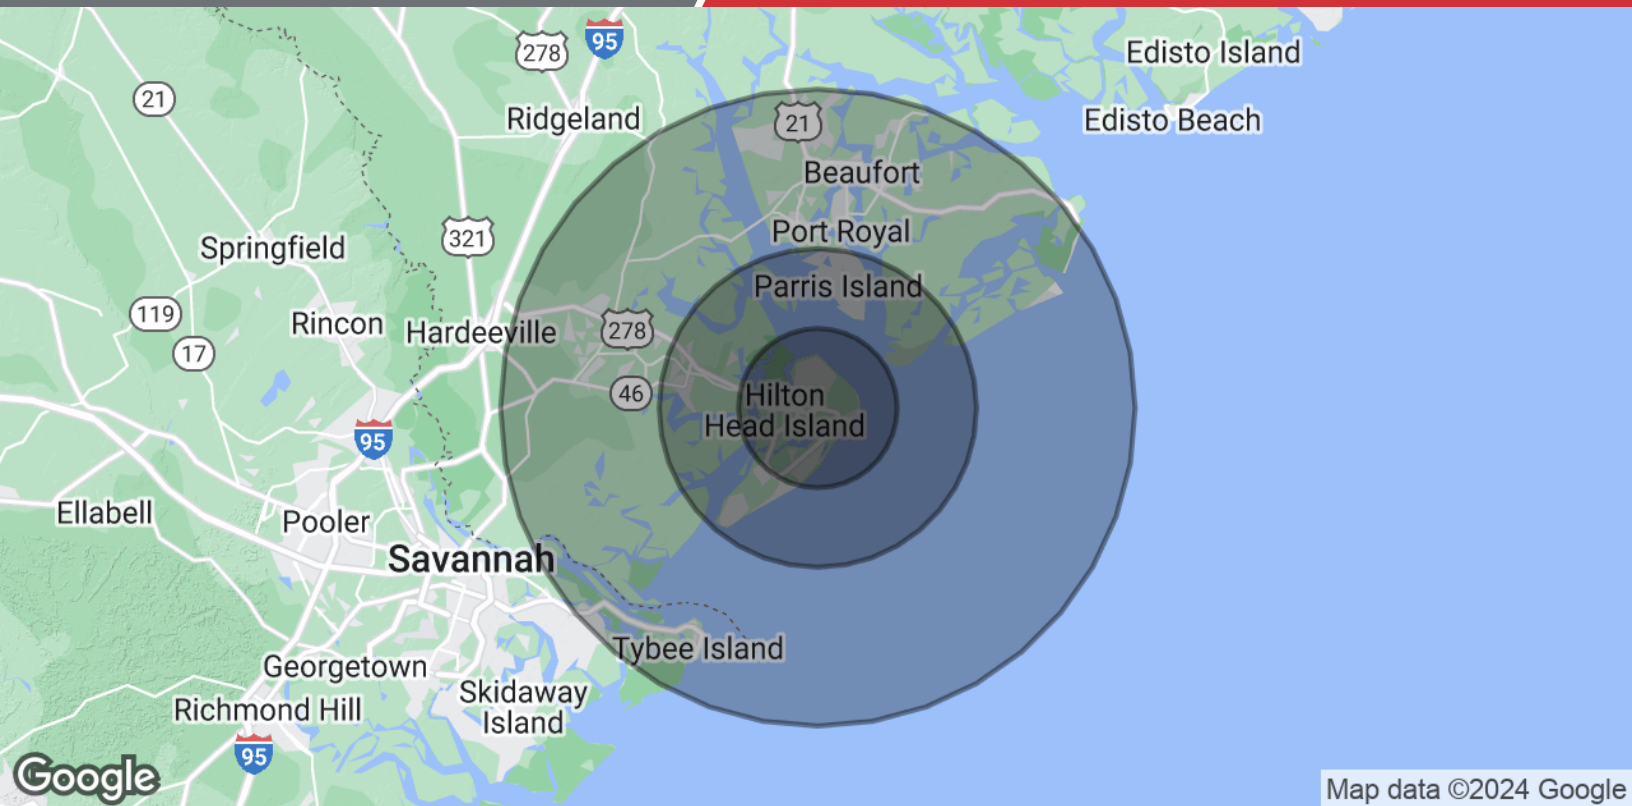 278
95
Edisto Island
21
Ridgeland
21
Edisto Beach
Beaufort
321
Springfield
Port Royal
Parris Island
119
Rincon
Hardeeville
278
17
46
Hilton
Head Island
95
Ellabell
Pooler
Savannah
Tybee Island
Georgetown
Skidaway
Island
Richmond Hill
95
Google
Map data ©2024 Google